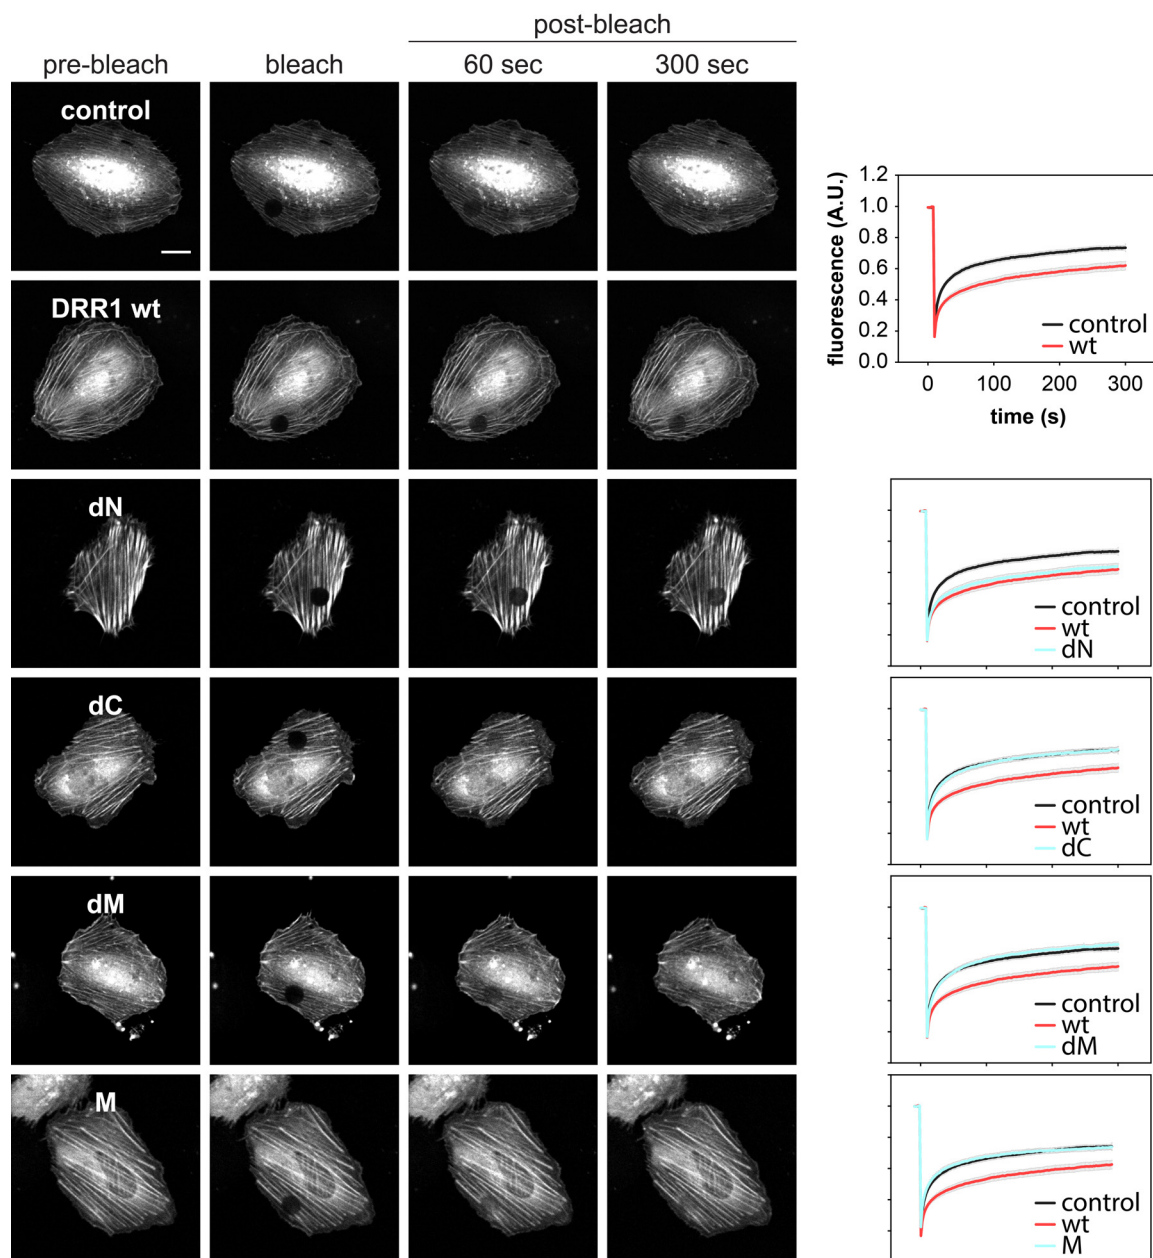 post-bleach
pre-bleach bleach 60 sec 300 sec
control
DRR1 wt
dN
dC
dM
M
fluorescence (A.U.)
1.2
1.0
0.8
0.6
0.4
0.2
0.0
control
wt
0 100 200 300
time (s)
control
wt
dN
control
wt
dC
control
wt
dM
control
wt
M